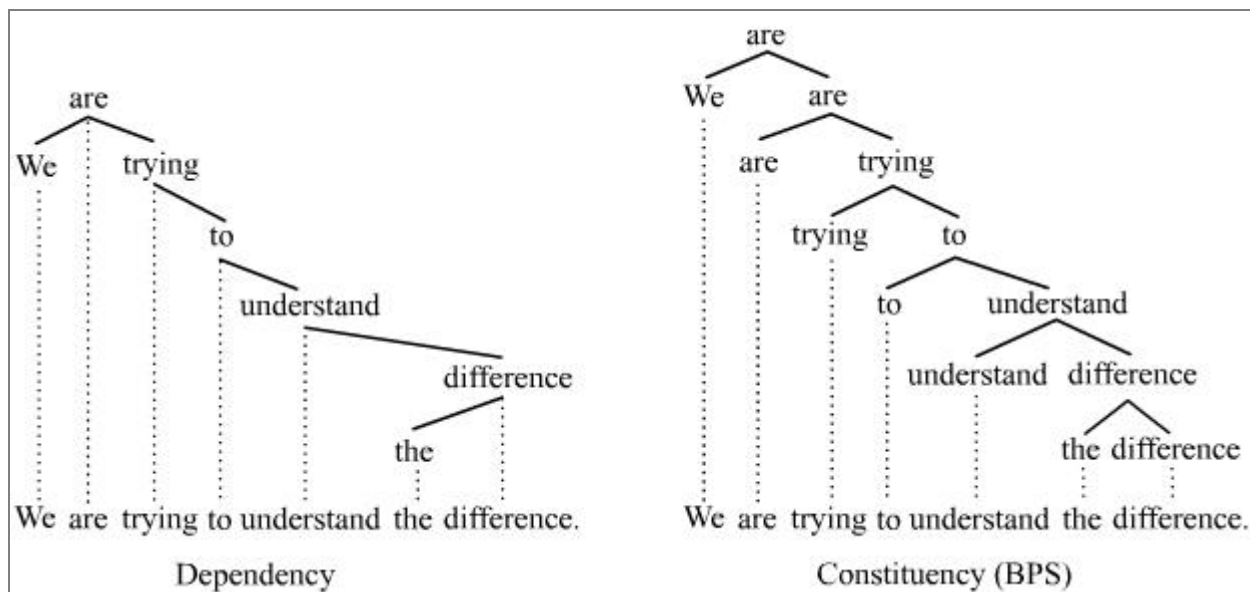 are
We trying
to
understand
difference
the
We are trying to understand the difference.
Dependency
are
We are
are trying
trying to
to understand
understand difference
the difference
We are trying to understand the difference.
Constituency (BPS)